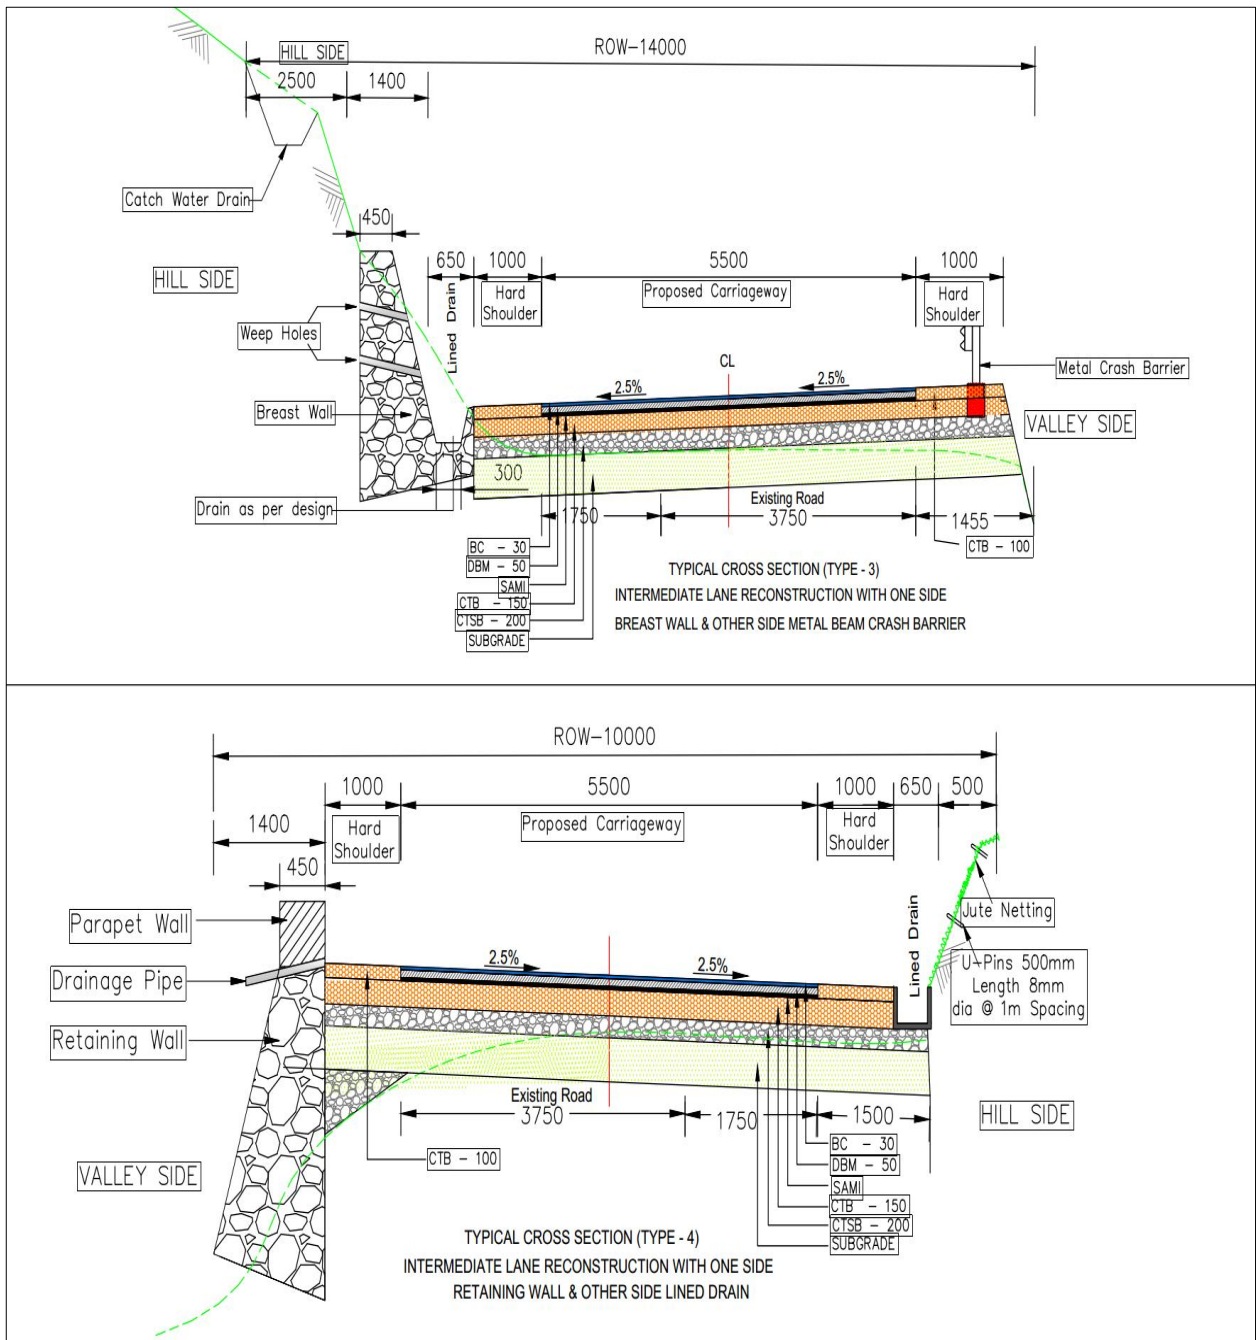 ROW-14000
HILL SIDE
2500
1400
Catch Water Drain
450
650
1000
5500
1000
HILL SIDE
Lined Drain
Hard
Shoulder
Proposed Carriageway
Hard
Shoulder
Weep Holes
CL
Metal Crash Barrier
2.5%
2.5%
Breast Wall
VALLEY SIDE
300
Drain as per design
Existing Road
1750
3750
1455
CTB - 100
BC - 30
DBM - 50
SAMI
CTB - 150
CTSB - 200
SUBGRADE
TYPICAL CROSS SECTION (TYPE - 3)
INTERMEDIATE LANE RECONSTRUCTION WITH ONE SIDE
BREAST WALL & OTHER SIDE METAL BEAM CRASH BARRIER
ROW-10000
1000
5500
1000
650
500
1400
Hard
Shoulder
Proposed Carriageway
Hard
Shoulder
450
Lined Drain
Parapet Wall
Jute Netting
2.5%
2.5%
Drainage Pipe
U-Pins 500mm
Length 8mm
dia @ 1m Spacing
Retaining Wall
Existing Road
3750
1750
1500
HILL SIDE
CTB - 100
VALLEY SIDE
BC - 30
DBM - 50
SAMI
CTB - 150
CTSB - 200
SUBGRADE
TYPICAL CROSS SECTION (TYPE - 4)
INTERMEDIATE LANE RECONSTRUCTION WITH ONE SIDE
RETAINING WALL & OTHER SIDE LINED DRAIN